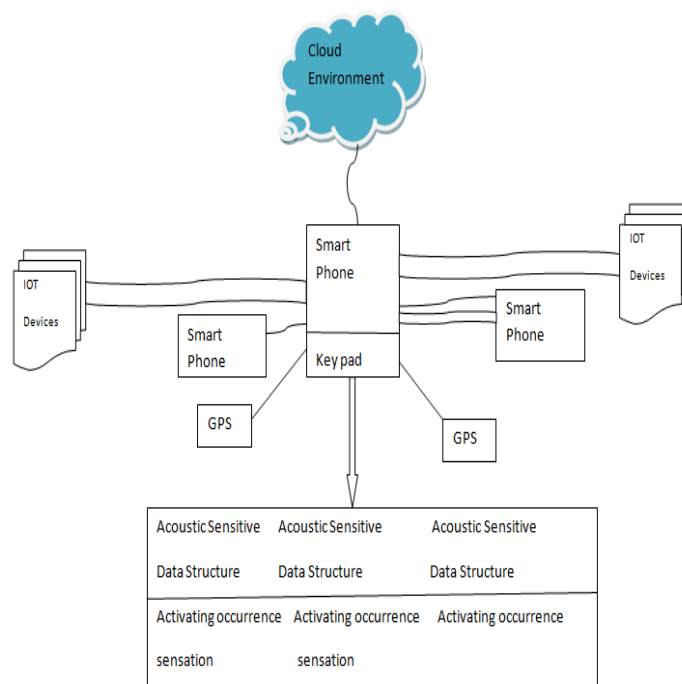 Cloud
Environment
Smart
Phone
IOT
Devices
IOT
Devices
Smart
Phone
Smart
Phone
Key pad
GPS
GPS
Acoustic Sensitive Acoustic Sensitive Acoustic Sensitive
Data Structure Data Structure Data Structure
Activating occurrence Activating occurrence Activating occurrence
sensation sensation